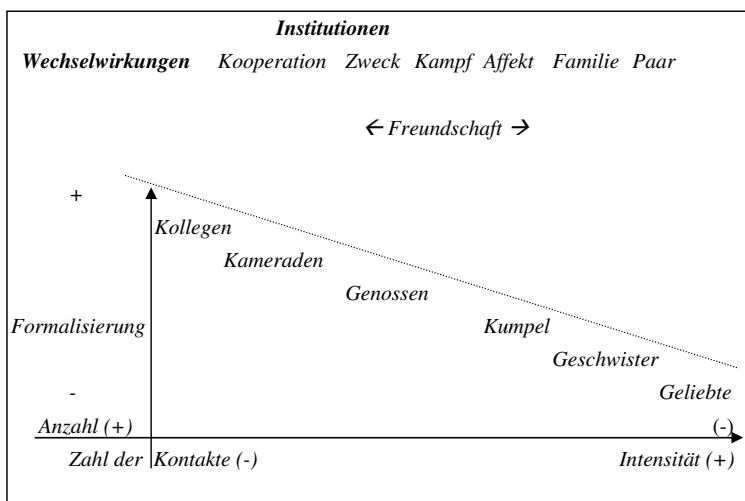 Institutionen
Wechselwirkungen Kooperation Zweck Kampf Affekt Familie Paar
← Freundschaft →
+
Kollegen
Kameraden
Genossen
Formalisierung Kumpel
Geschwister
- Geliebte
Anzahl (+) (-)
Zahl der Kontakte (-) Intensität (+)